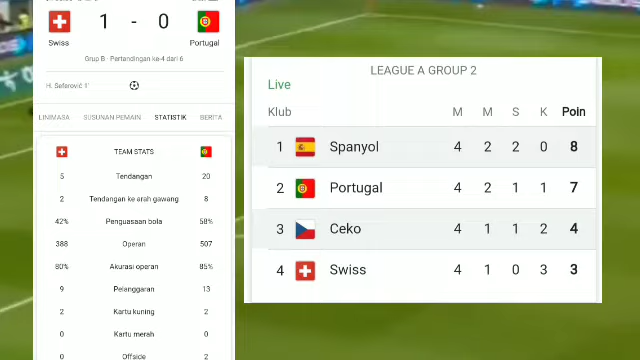 1 - 0
Swiss Portugal
Grup B · Pertandingan ke-4 dari 6
H. Seferović 1'
LINIMASA SUSUNAN PEMAIN STATISTIK BERITA
TEAM STATS
5 Tendangan 20
2 Tendangan ke arah gawang 8
42% Penguasaan bola 58%
388 Operan 507
80% Akurasi operan 85%
9 Pelanggaran 13
2 Kartu kuning 2
0 Kartu merah 0
0 Offside 2
LEAGUE A GROUP 2
Live
Klub M M S K Poin
1 Spanyol 4 2 2 0 8
2 Portugal 4 2 1 1 7
3 Ceko 4 1 1 2 4
4 Swiss 4 1 0 3 3